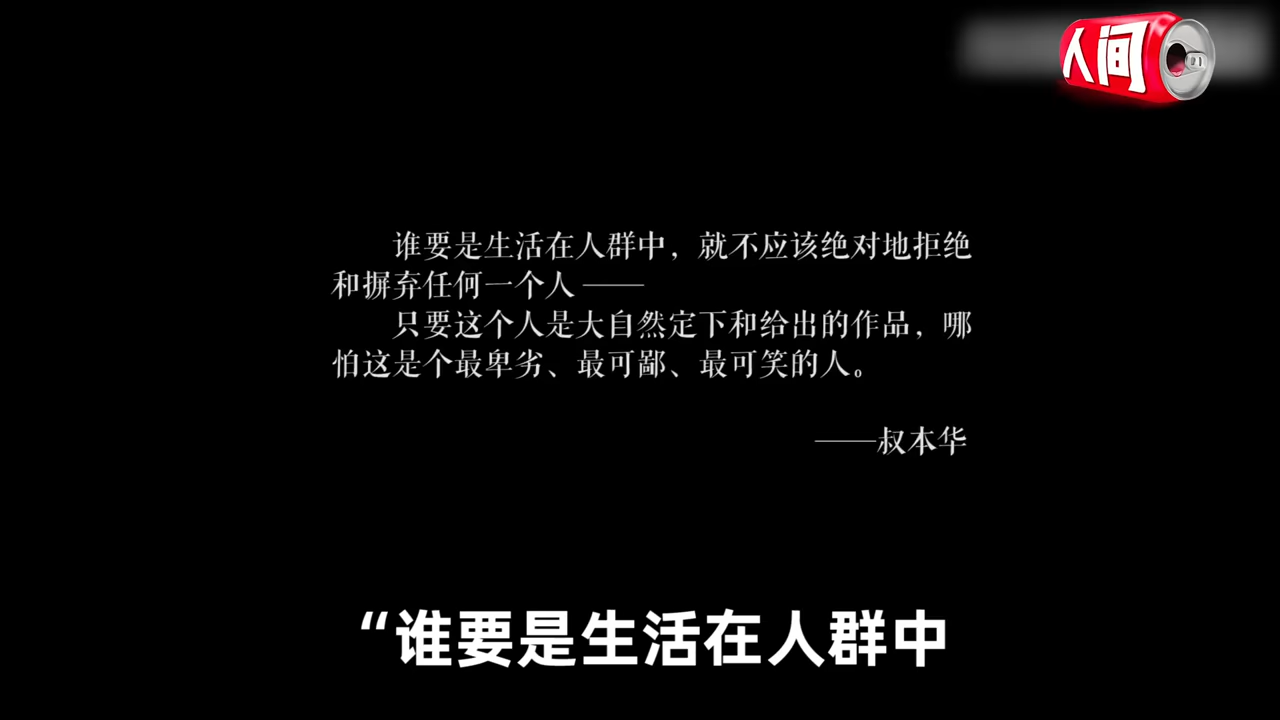 人间
谁要是生活在人群中，就不应该绝对地拒绝
和摒弃任何一个人——
只要这个人是大自然定下和给出的作品，哪
怕这是个最卑劣、最可鄙、最可笑的人。
——叔本华
“谁要是生活在人群中